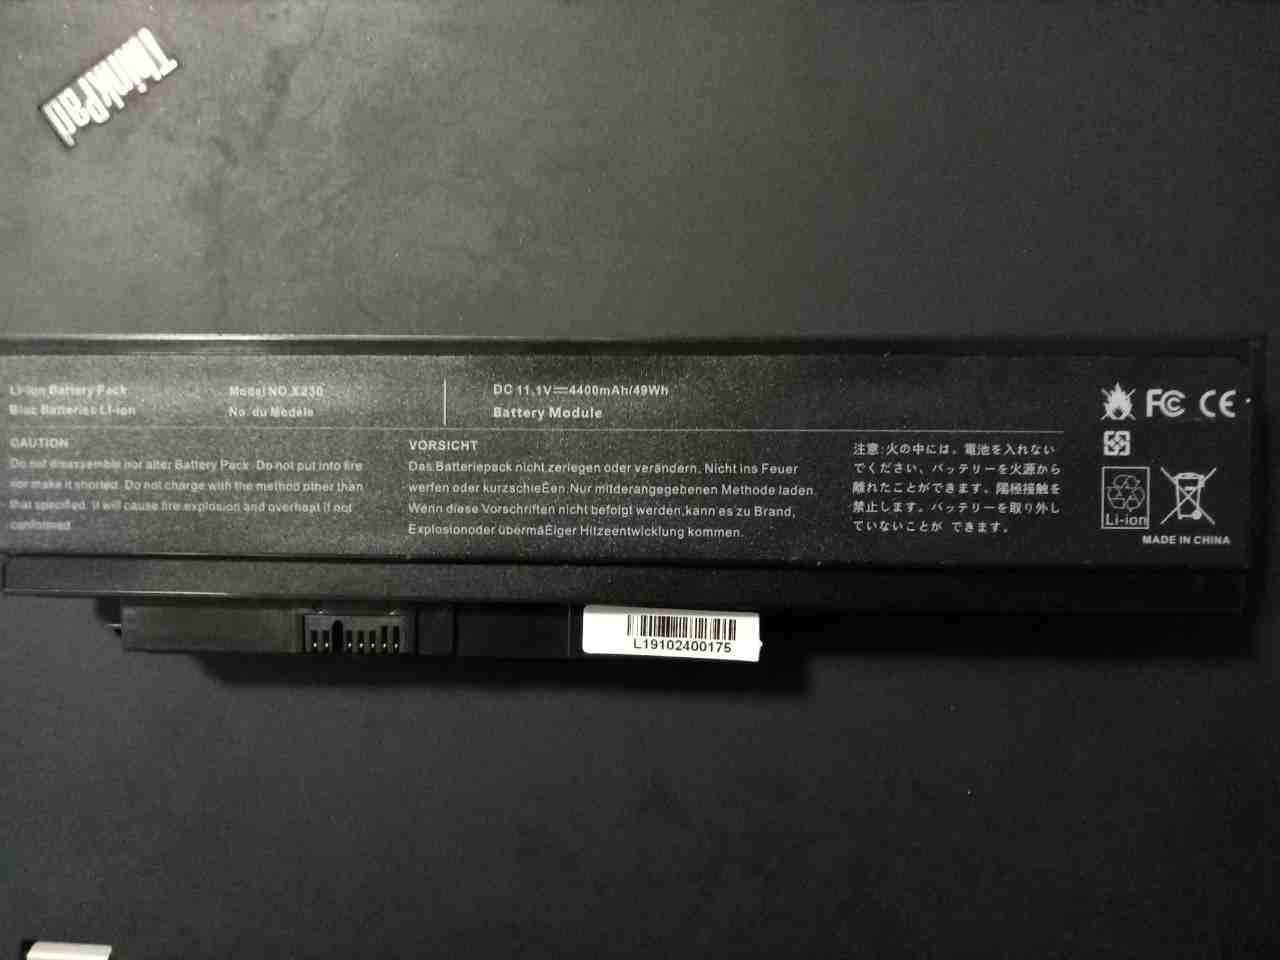 ThinkPad
Li-ion Battery Pack
Bloc Batteries Li-ion
Model NO.X230
No. du Modele
DC 11.1V⎓4400mAh/49Wh
Battery Module
FC CE
CAUTION
Do not disassemble nor alter Battery Pack. Do not put into fire
nor make it shorted. Do not charge with the method other than
that specified. It will cause fire,explosion and overheat if not
conformed
VORSICHT
Das Batteriepack nicht zerlegen oder verändern. Nicht ins Feuer
werfen oder kurzschieËen.Nur mitderangegebenen Methode laden.
Wenn diese Vorschriften nicht befolgt werden,kann es zu Brand,
Explosionoder übermäËiger Hitzeentwicklung kommen.
注意:火の中には、電池を入れない
でください、バッテリーを火源から
離れたことができます、陽極接触を
禁止します。バッテリーを取り外し
ていないことが できます。
Li-ion
MADE IN CHINA
L19102400175